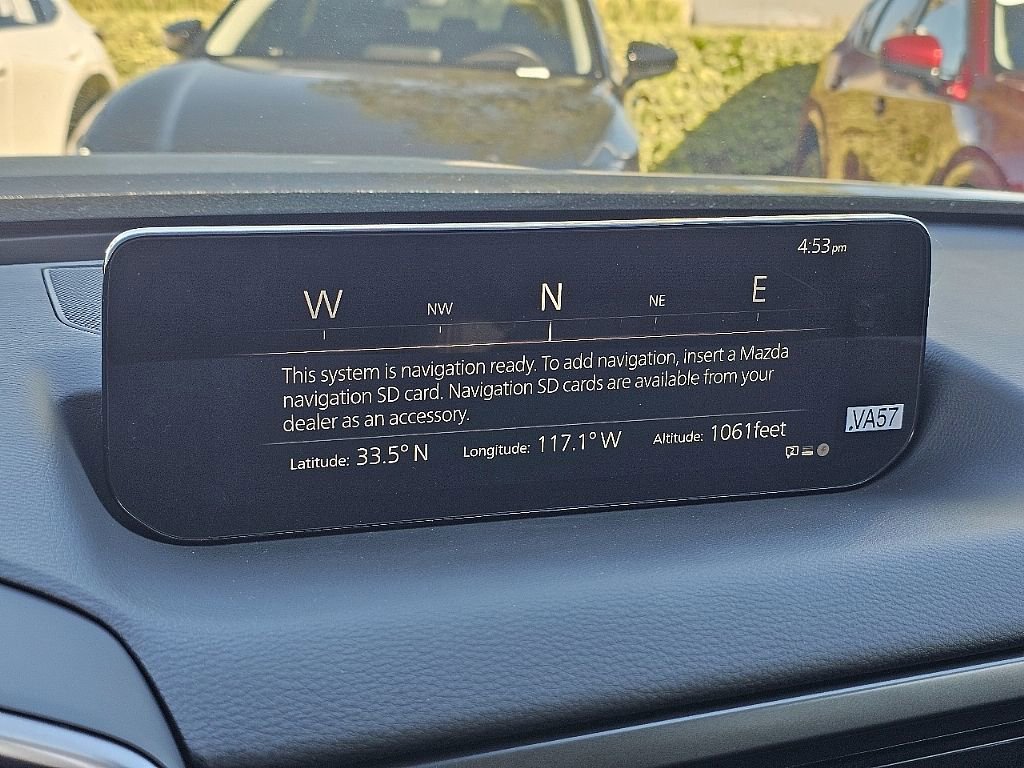 4:53pm
W NW N NE E
This system is navigation ready. To add navigation, insert a Mazda
navigation SD card. Navigation SD cards are available from your
dealer as an accessory.
Latitude: 33.5° N Longitude: 117.1° W Altitude: 1061feet
.VA57